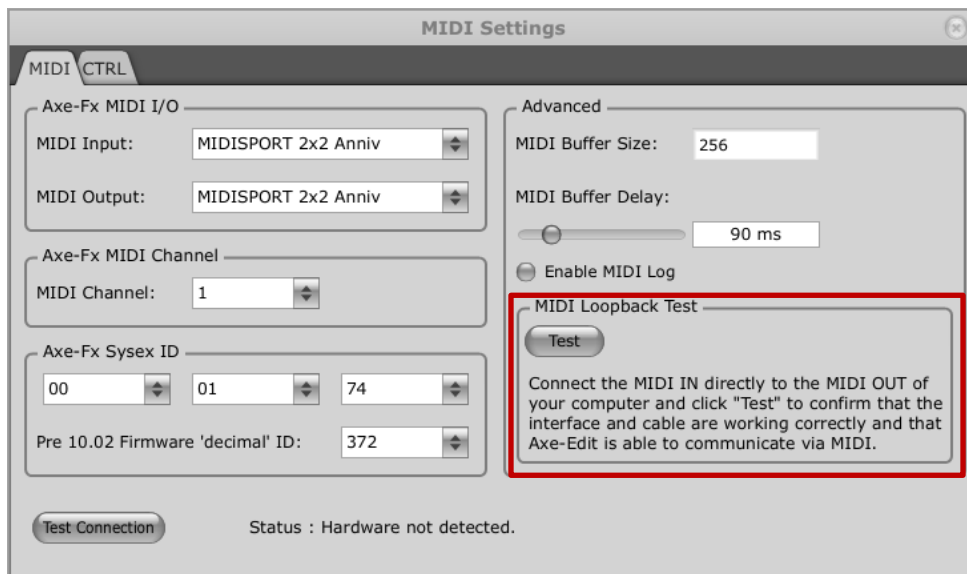 MIDI Settings
MIDI CTRL
Axe-Fx MIDI I/O
MIDI Input: MIDISPORT 2x2 Anniv
MIDI Output: MIDISPORT 2x2 Anniv
Axe-Fx MIDI Channel
MIDI Channel: 1
Axe-Fx Sysex ID
00 01 74
Pre 10.02 Firmware 'decimal' ID: 372
Advanced
MIDI Buffer Size: 256
MIDI Buffer Delay:
90 ms
Enable MIDI Log
MIDI Loopback Test
Test
Connect the MIDI IN directly to the MIDI OUT of
your computer and click "Test" to confirm that the
interface and cable are working correctly and that
Axe-Edit is able to communicate via MIDI.
Test Connection Status : Hardware not detected.